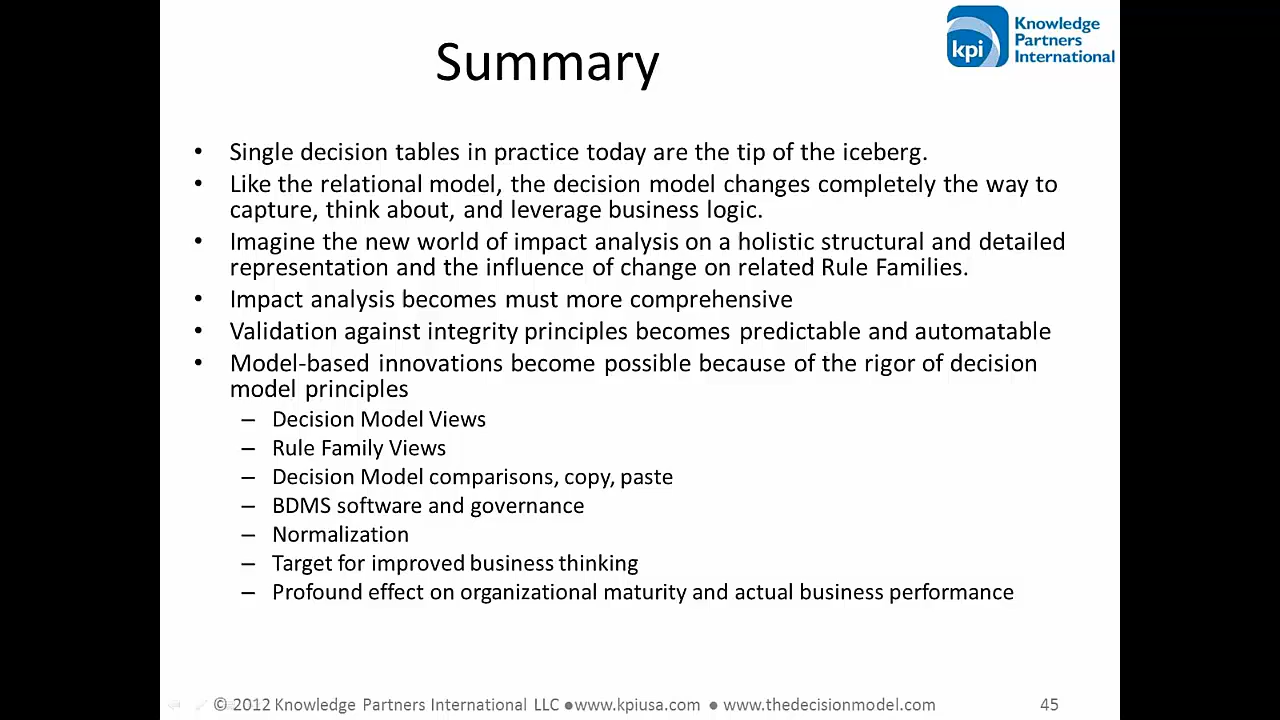 Summary
kpi
Knowledge
Partners
International
• Single decision tables in practice today are the tip of the iceberg.
• Like the relational model, the decision model changes completely the way to
capture, think about, and leverage business logic.
• Imagine the new world of impact analysis on a holistic structural and detailed
representation and the influence of change on related Rule Families.
• Impact analysis becomes must more comprehensive
• Validation against integrity principles becomes predictable and automatable
• Model-based innovations become possible because of the rigor of decision
model principles
– Decision Model Views
– Rule Family Views
– Decision Model comparisons, copy, paste
– BDMS software and governance
– Normalization
– Target for improved business thinking
– Profound effect on organizational maturity and actual business performance
© 2012 Knowledge Partners International LLC ●www.kpiusa.com ● www.thedecisionmodel.com 45